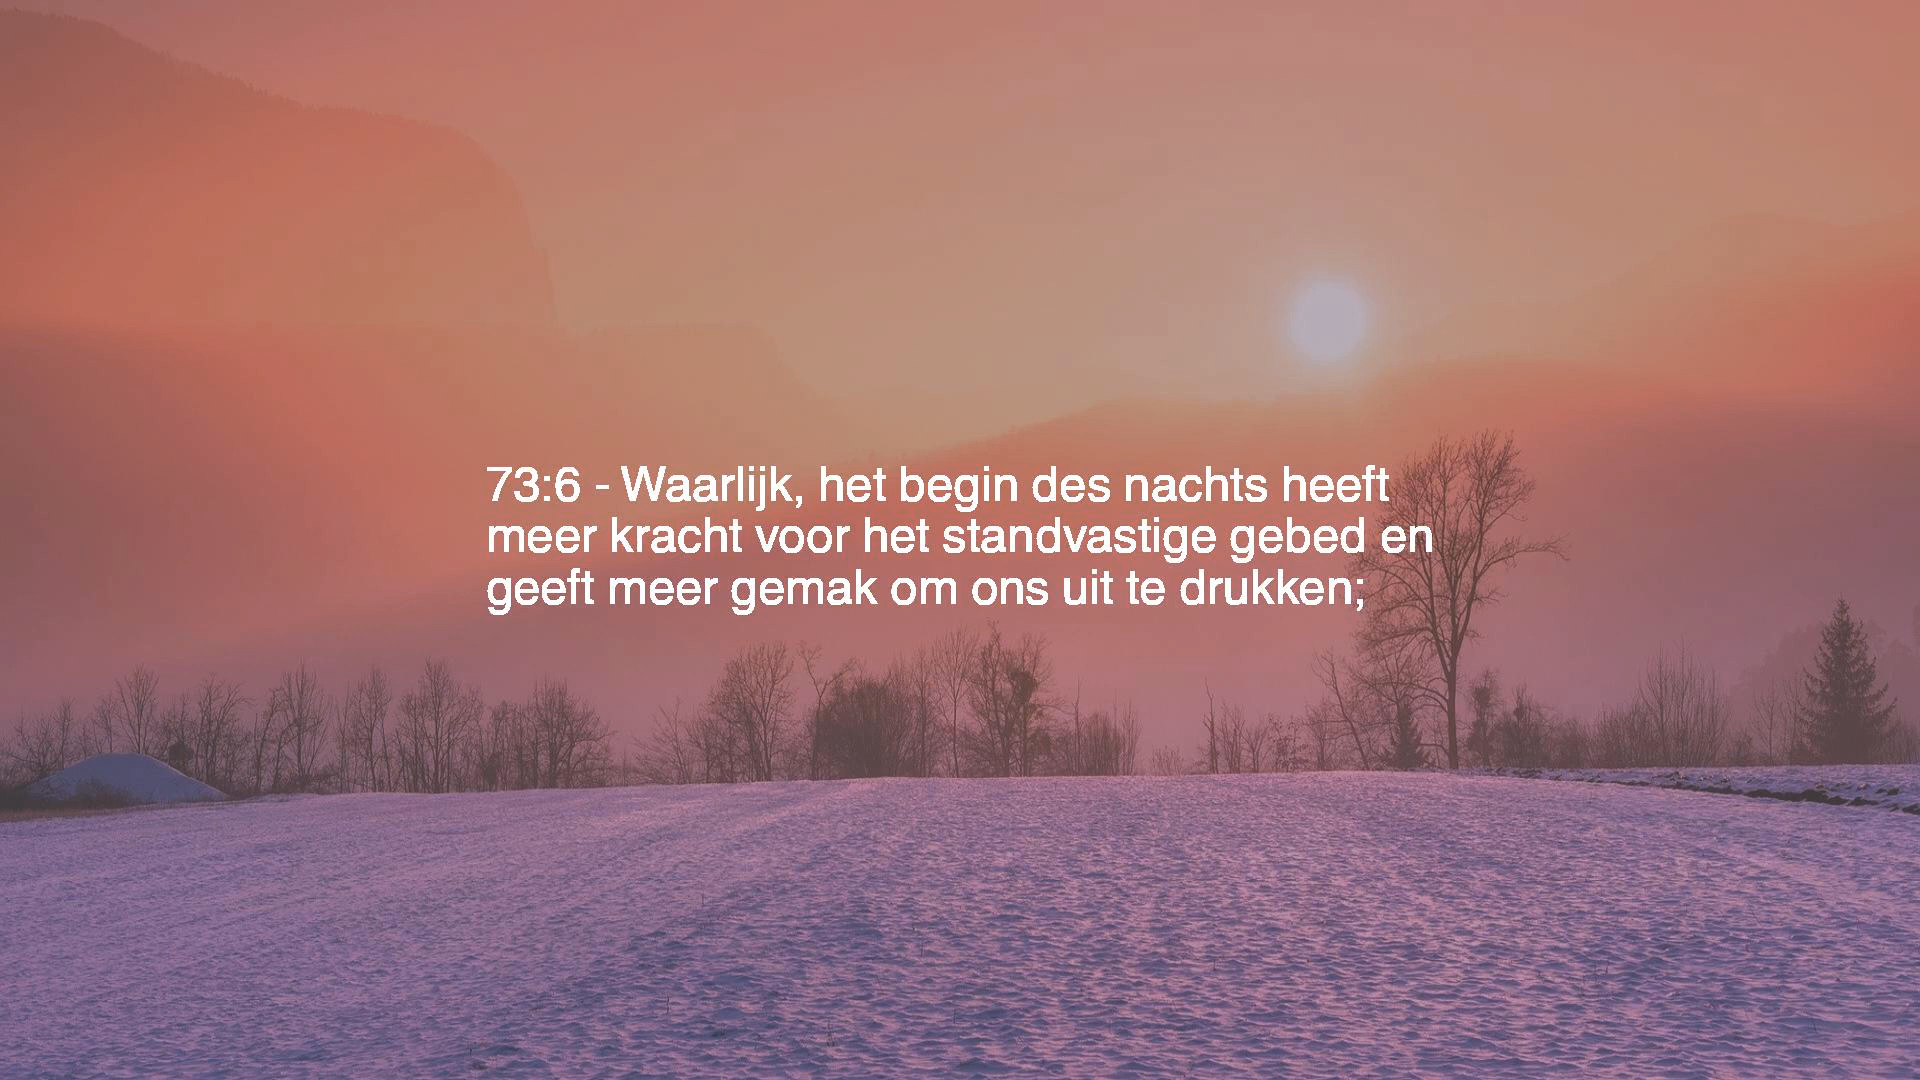 73:6 - Waarlijk, het begin des nachts heeft
meer kracht voor het standvastige gebed en
geeft meer gemak om ons uit te drukken;